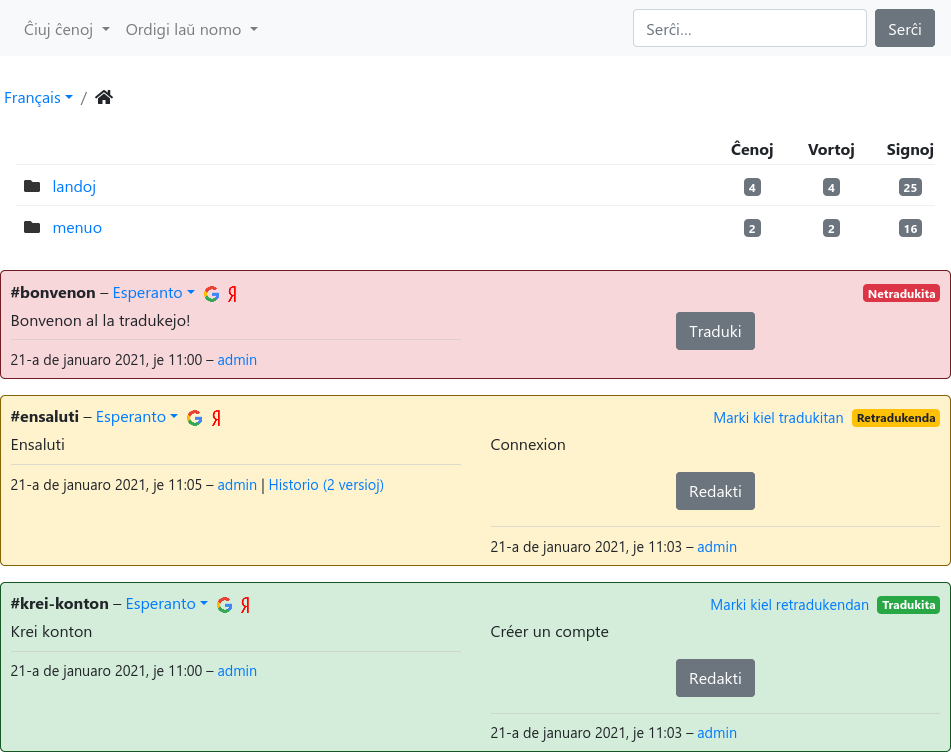 Ĉiuj ĉenoj Ordigi laŭ nomo Serĉi... Serĉi
Français / 
Ĉenoj Vortoj Signoj
landoj 4 4 25
menuo 2 2 16
#bonvenon – Esperanto G Я Netradukita
Bonvenon al la tradukejo!
Traduki
21-a de januaro 2021, je 11:00 – admin
#ensaluti – Esperanto G Я Marki kiel tradukitan Retradukenda
Ensaluti Connexion
21-a de januaro 2021, je 11:05 – admin | Historio (2 versioj) Redakti
21-a de januaro 2021, je 11:03 – admin
#krei-konton – Esperanto G Я Marki kiel retradukendan Tradukita
Krei konton Créer un compte
21-a de januaro 2021, je 11:00 – admin Redakti
21-a de januaro 2021, je 11:03 – admin